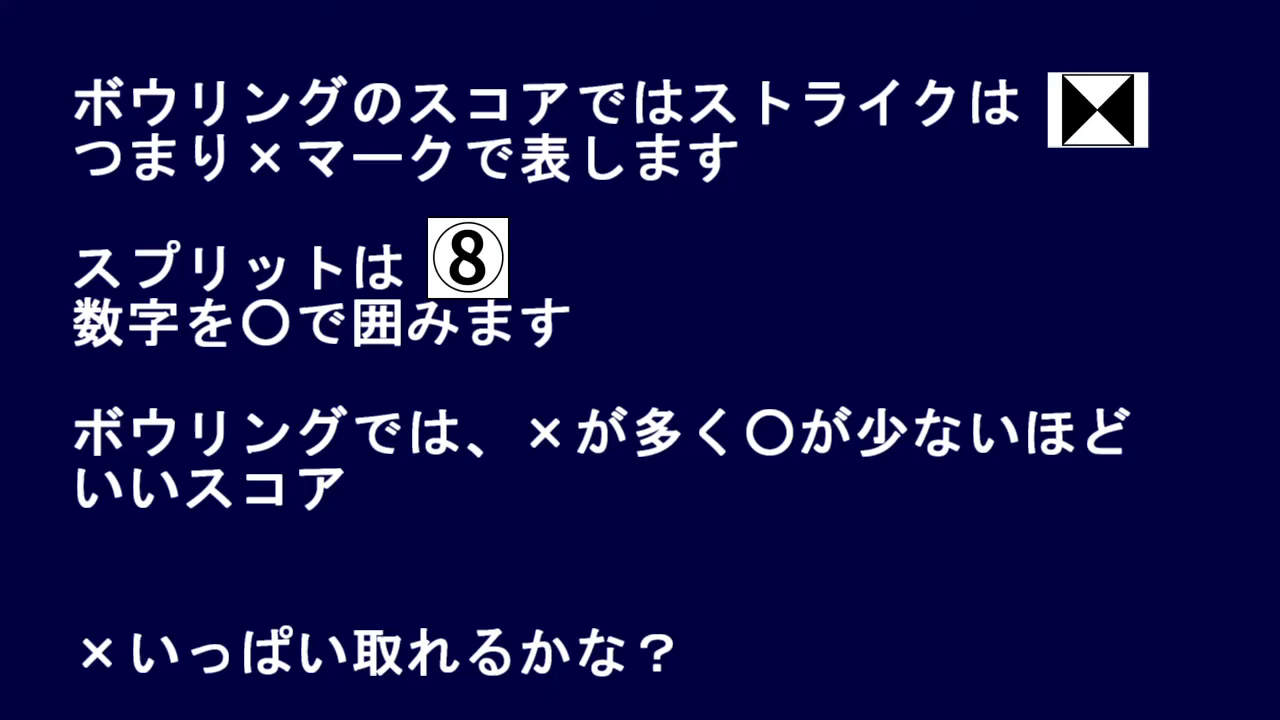 ボウリングのスコアではストライクは
つまり×マークで表します
スプリットは ⑧
数字を〇で囲みます
ボウリングでは、×が多く〇が少ないほど
いいスコア
×いっぱい取れるかな？